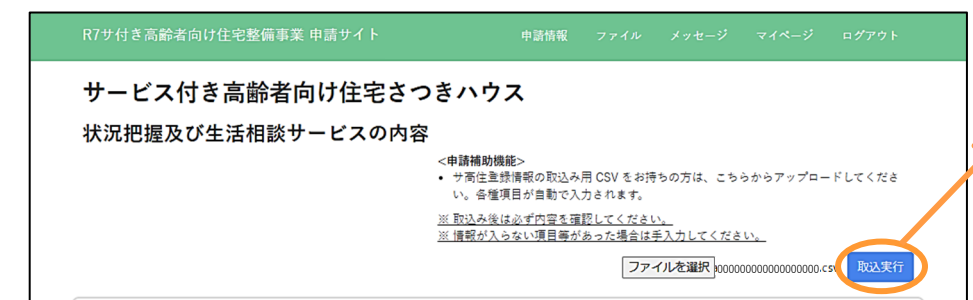 R7サ付き高齢者向け住宅整備事業 申請サイト 申請情報 ファイル メッセージ マイページ ログアウト
サービス付き高齢者向け住宅さつきハウス
状況把握及び生活相談サービスの内容
<申請補助機能>
• サ高住登録情報の取込み用 CSV をお持ちの方は、こちらからアップロードしてくださ
い。各種項目が自動で入力されます。
※ 取込み後は必ず内容を確認してください。
※ 情報が入らない項目等があった場合は手入力してください。
ファイルを選択 取込実行